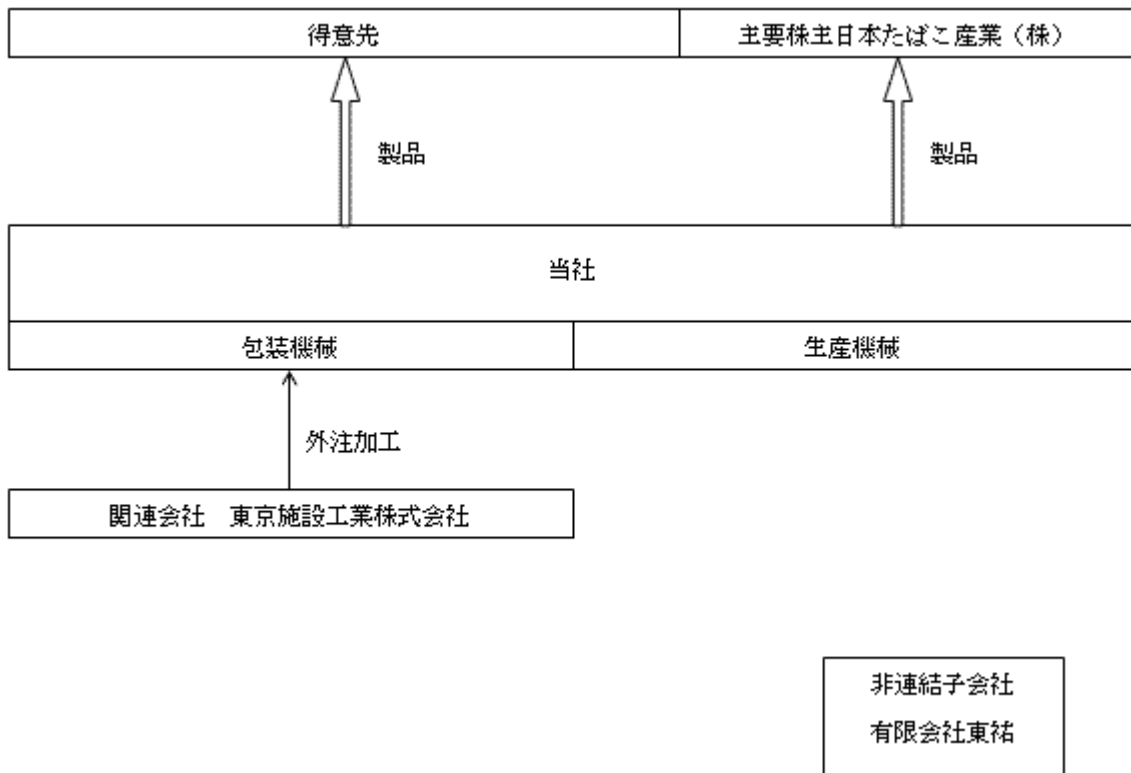 得意先
主要株主日本たばこ産業（株）
製品
製品
当社
包装機械
生産機械
外注加工
関連会社　東京施設工業株式会社
非連結子会社
有限会社東祐